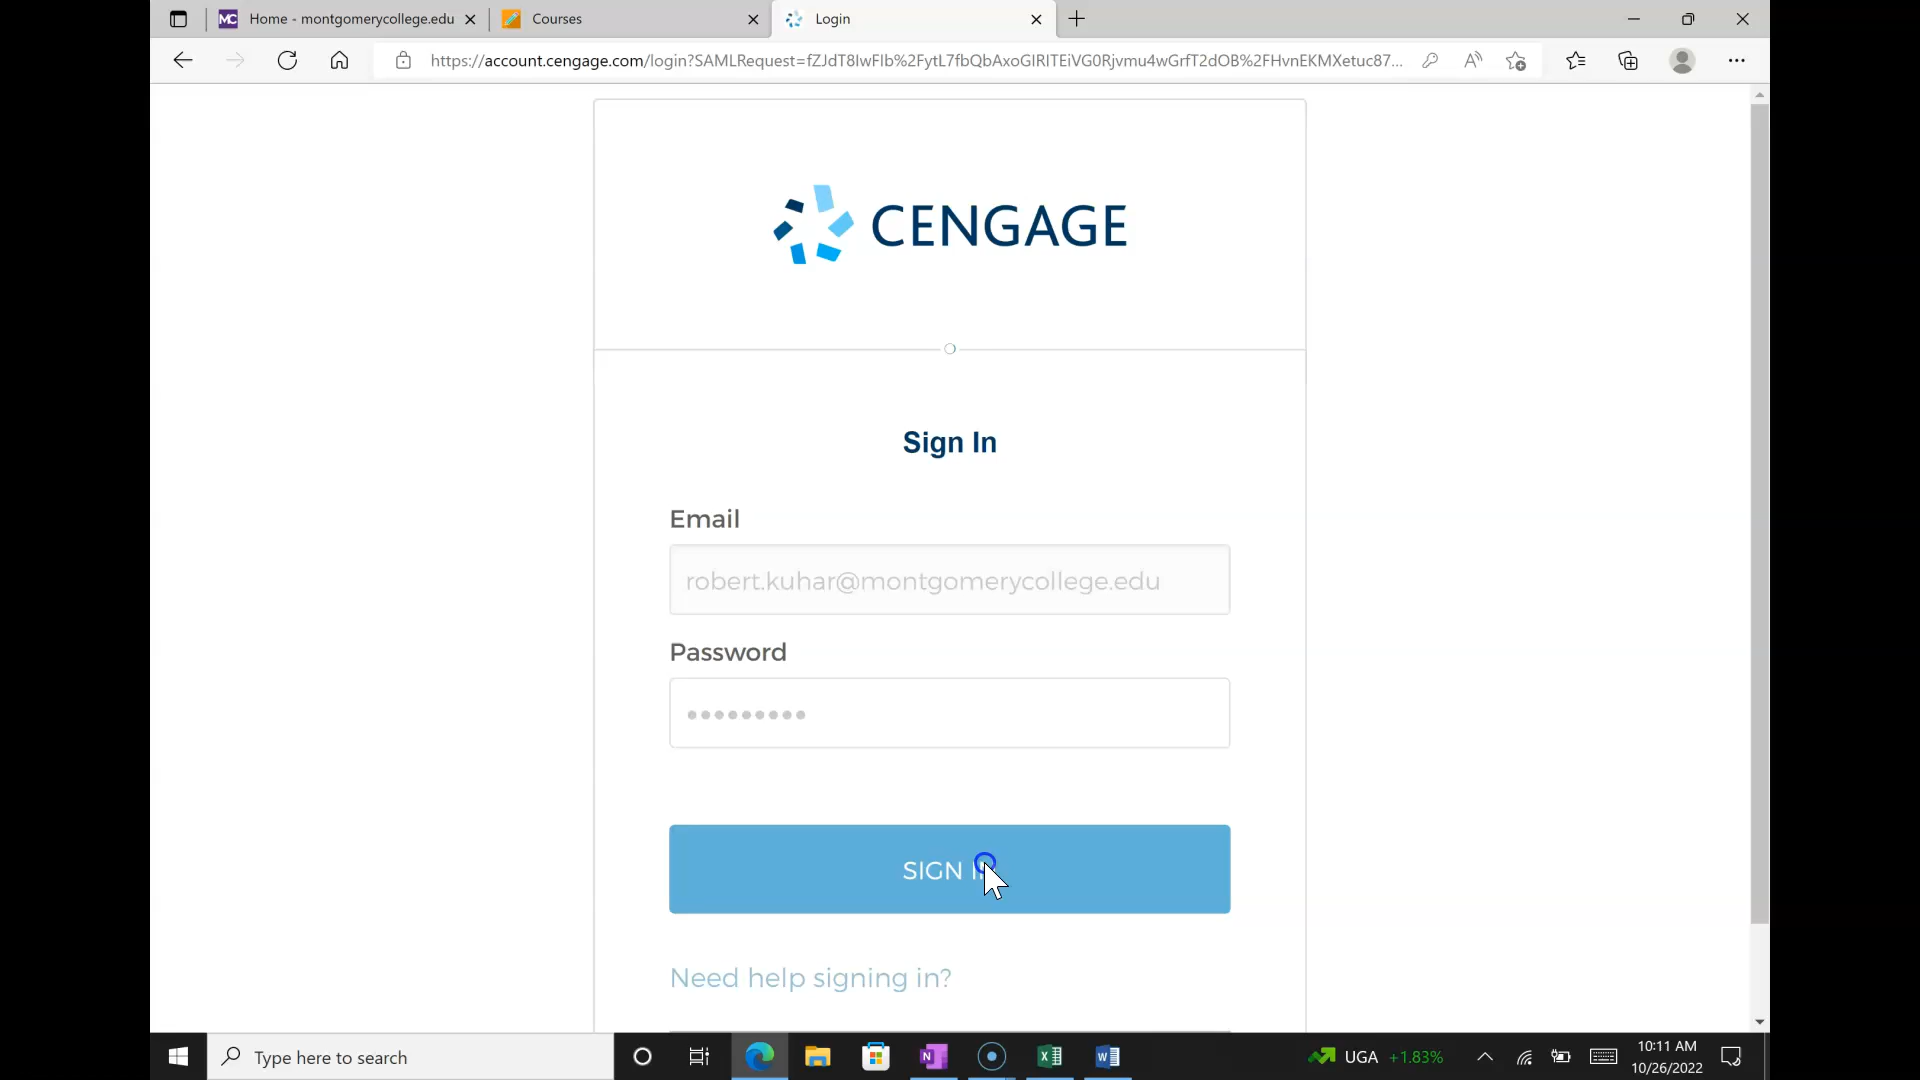 MC Home - montgomerycollege.edu Courses Login
https://account.cengage.com/login?SAMLRequest=fZJdT8IwFIb%2FytL7fbQbAxoGIRITEiVG0Rjvmu4wGrfT2dOB%2FHvnEKMXetuc87...
CENGAGE
Sign In
Email
robert.kuhar@montgomerycollege.edu
Password
SIGN
Need help signing in?
Type here to search
UGA +1.83%
10:11 AM
10/26/2022